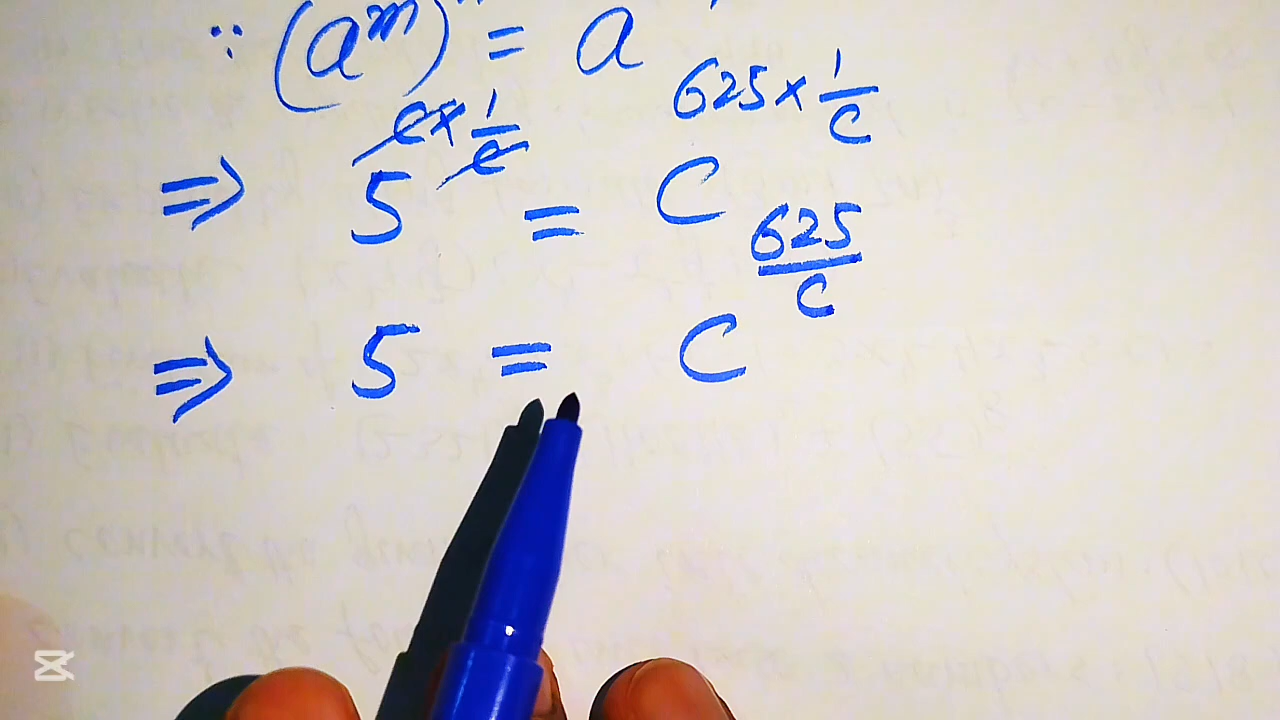 ∵ (a^m) = a
⇒ 5^(c×1/c) = C^(625×1/c)
⇒ 5 = C^(625/c)